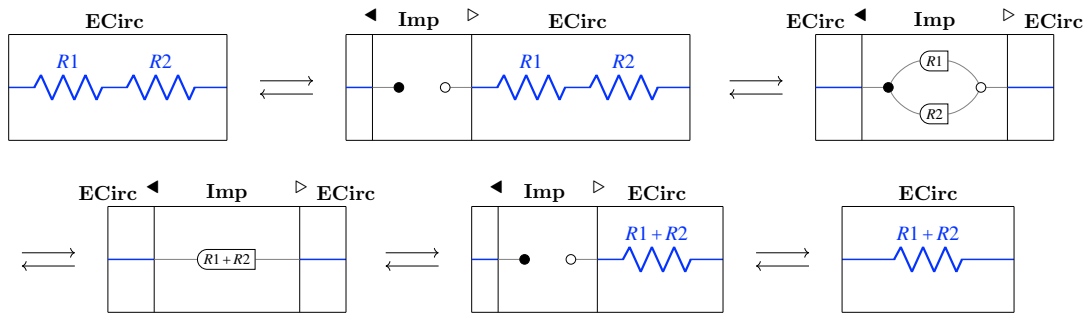 ECirc
R1 R2
◀ Imp ▷ ECirc
R1 R2
ECirc ◀ Imp ▷ ECirc
R1
R2
ECirc ◀ Imp ▷ ECirc
R1+R2
◀ Imp ▷ ECirc
R1+R2
ECirc
R1+R2